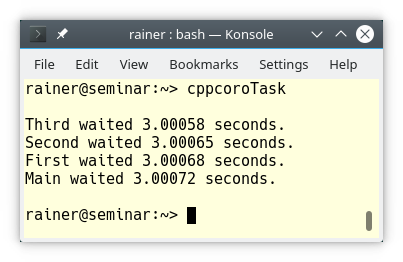 rainer : bash — Konsole
File Edit View Bookmarks Settings Help
rainer@seminar:~> cppcoroTask
Third waited 3.00058 seconds.
Second waited 3.00065 seconds.
First waited 3.00068 seconds.
Main waited 3.00072 seconds.
rainer@seminar:~>